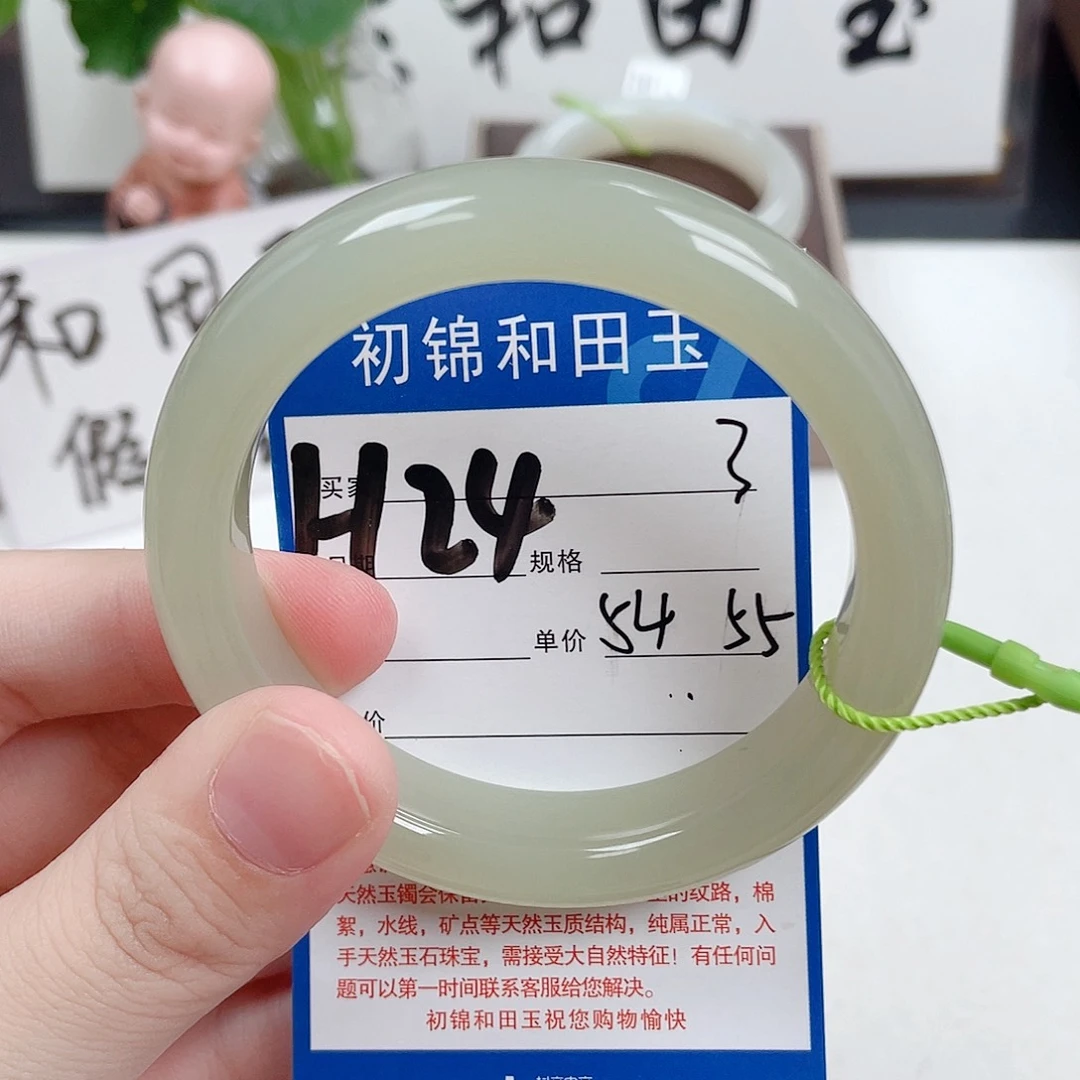 和田玉
和田
假
初锦和田玉
H24 3
买家
日期 规格
单价 54 55
价
天然玉镯会保留
的纹路，棉
絮，水线，矿点等天然玉质结构，纯属正常，入
手天然玉石珠宝，需接受大自然特征！有任何问
题可以第一时间联系客服给您解决。
初锦和田玉祝您购物愉快